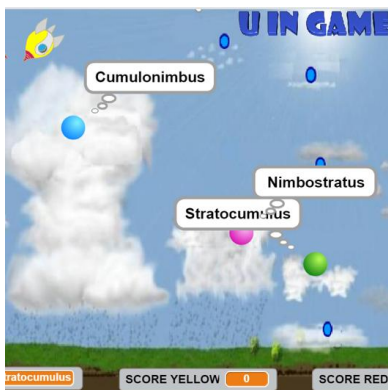 U IN GAME
Cumulonimbus
Nimbostratus
Stratocumulus
tratocumulus
SCORE YELLOW 0
SCORE RED